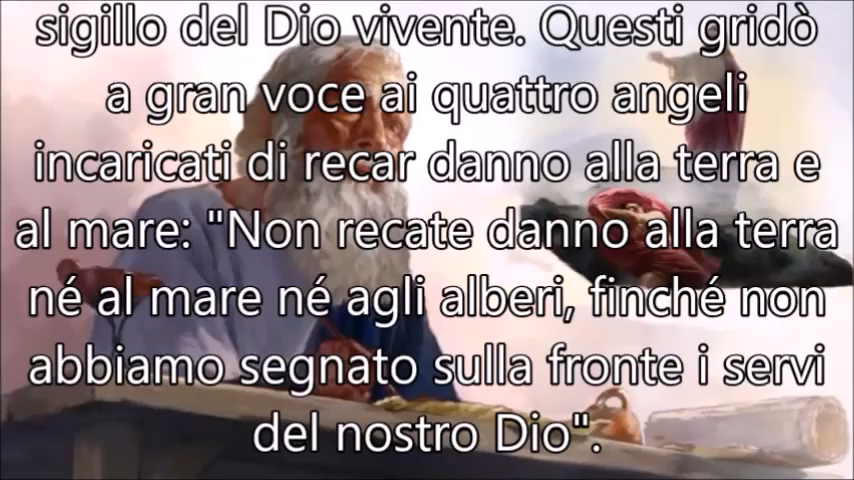 sigillo del Dio vivente. Questi gridò
a gran voce ai quattro angeli
incaricati di recar danno alla terra e
al mare: "Non recate danno alla terra
né al mare né agli alberi, finché non
abbiamo segnato sulla fronte i servi
del nostro Dio".